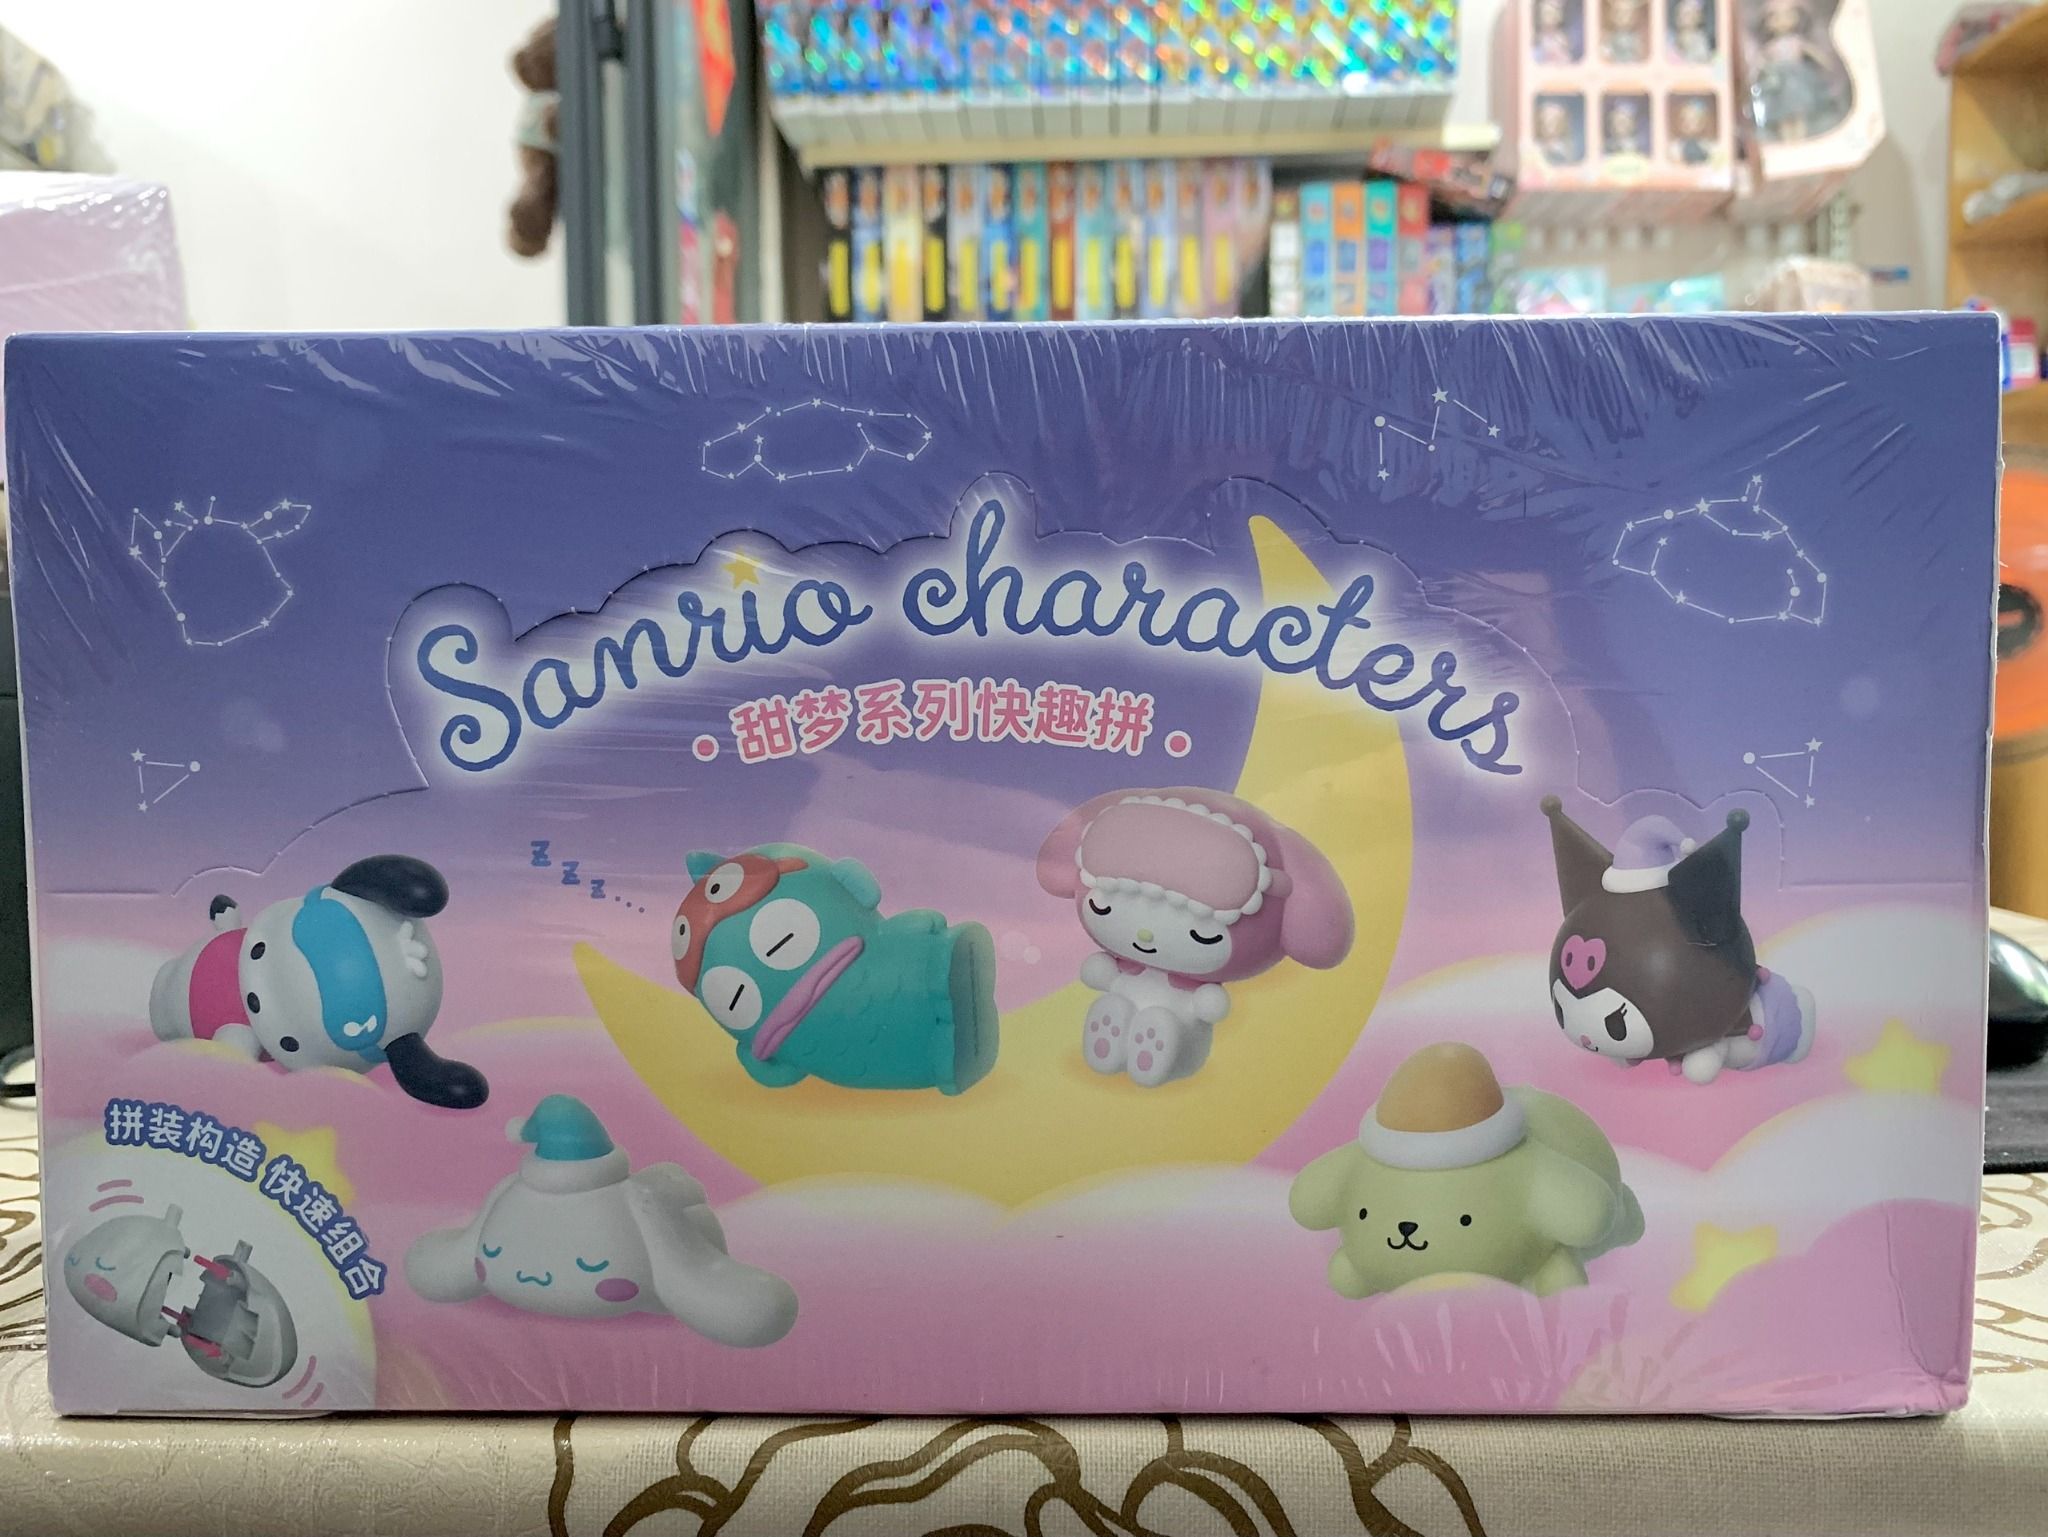 Sanrio characters
• 甜梦系列快趣拼 •
z z z...
拼装构造 快速组合